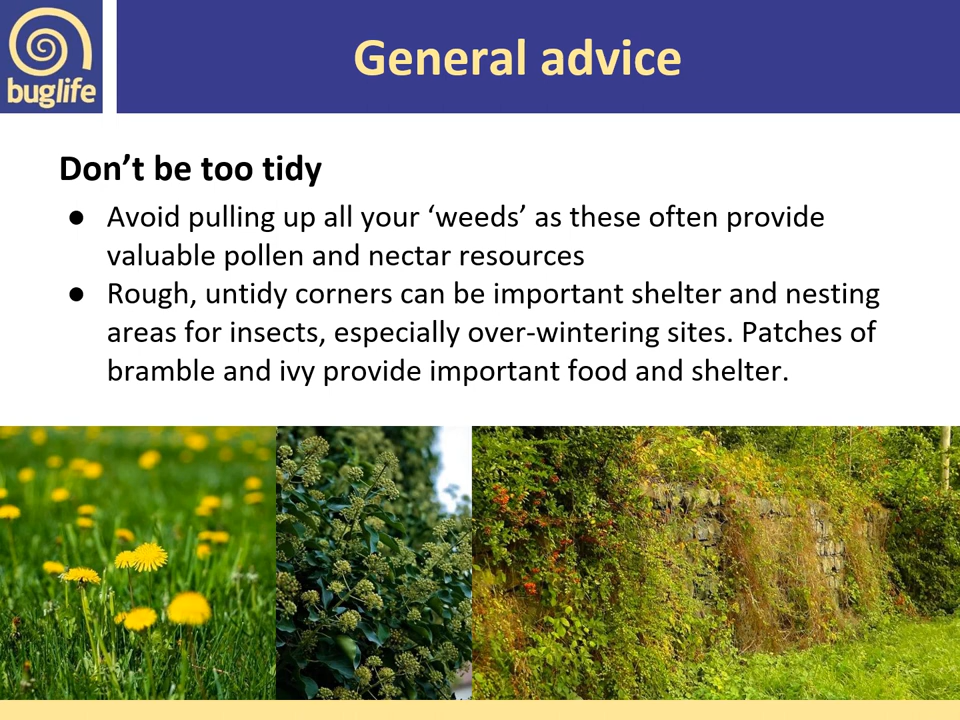 buglife
General advice
Don’t be too tidy
● Avoid pulling up all your ‘weeds’ as these often provide
valuable pollen and nectar resources
● Rough, untidy corners can be important shelter and nesting
areas for insects, especially over-wintering sites. Patches of
bramble and ivy provide important food and shelter.